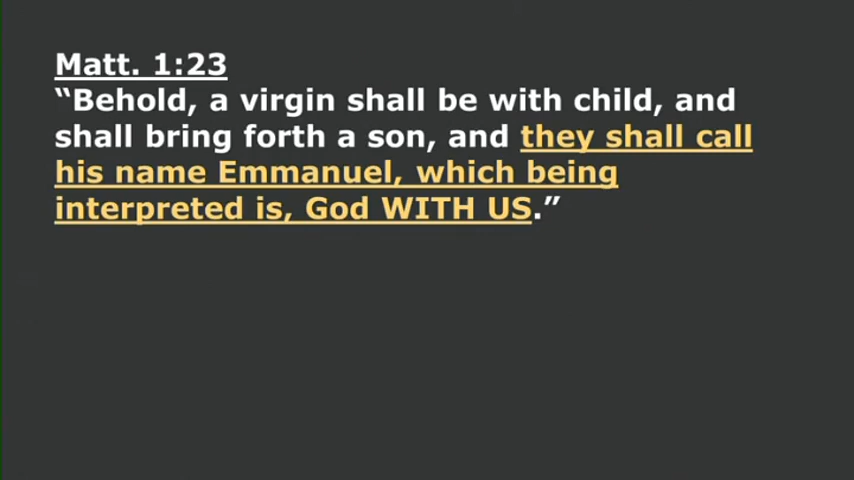 Matt. 1:23
“Behold, a virgin shall be with child, and
shall bring forth a son, and they shall call
his name Emmanuel, which being
interpreted is, God WITH US.”